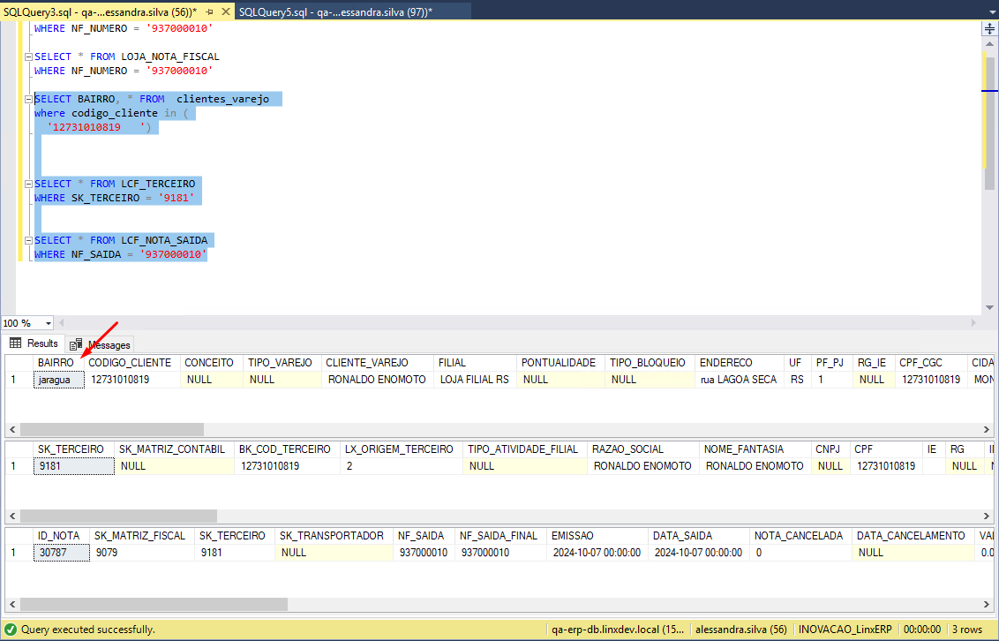 SQLQuery3.sql - qa-...essandra.silva (56))* SQLQuery5.sql - qa-...essandra.silva (97))*
WHERE NF_NUMERO = '937000010'
SELECT * FROM LOJA_NOTA_FISCAL
WHERE NF_NUMERO = '937000010'
SELECT BAIRRO, * FROM clientes_varejo
where codigo_cliente in (
'12731010819   ')
SELECT * FROM LCF_TERCEIRO
WHERE SK_TERCEIRO = '9181'
SELECT * FROM LCF_NOTA_SAIDA
WHERE NF_SAIDA = '937000010'
100 %
Results Messages
BAIRRO CODIGO_CLIENTE CONCEITO TIPO_VAREJO CLIENTE_VAREJO FILIAL PONTUALIDADE TIPO_BLOQUEIO ENDERECO UF PF_PJ RG_IE CPF_CGC CIDA
1 jaragua 12731010819 NULL NULL RONALDO ENOMOTO LOJA FILIAL RS NULL NULL rua LAGOA SECA RS 1 NULL 12731010819 MON
SK_TERCEIRO SK_MATRIZ_CONTABIL BK_COD_TERCEIRO LX_ORIGEM_TERCEIRO TIPO_ATIVIDADE_FILIAL RAZAO_SOCIAL NOME_FANTASIA CNPJ CPF IE RG
1 9181 NULL 12731010819 2 NULL RONALDO ENOMOTO RONALDO ENOMOTO NULL 12731010819 NULL
ID_NOTA SK_MATRIZ_FISCAL SK_TERCEIRO SK_TRANSPORTADOR NF_SAIDA NF_SAIDA_FINAL EMISSAO DATA_SAIDA NOTA_CANCELADA DATA_CANCELAMENTO
1 30787 9079 9181 NULL 937000010 937000010 2024-10-07 00:00:00 2024-10-07 00:00:00 0 NULL 0.0
Query executed successfully. qa-erp-db.linxdev.local (15... alessandra.silva (56) INOVACAO_LinxERP 00:00:00 3 rows